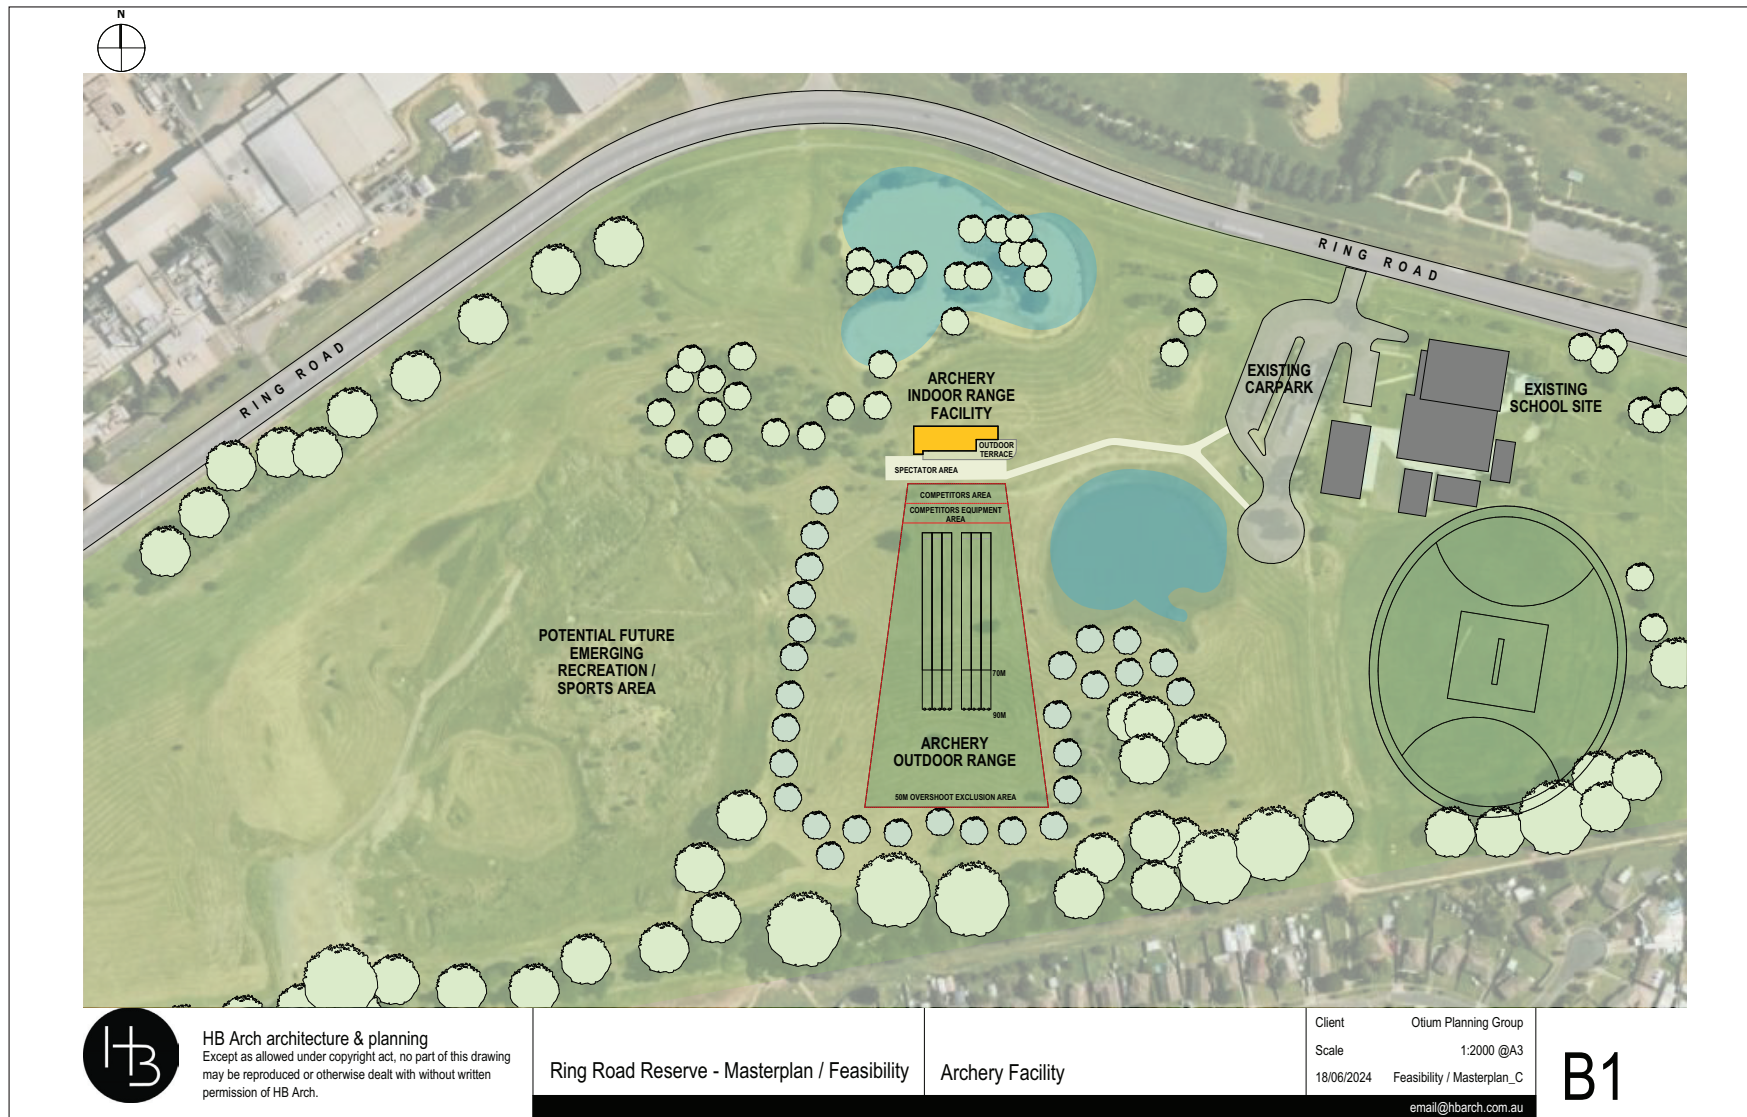 N
RING ROAD
RING ROAD
ARCHERY
INDOOR RANGE
FACILITY
EXISTING
CARPARK
EXISTING
SCHOOL SITE
OUTDOOR
TERRACE
SPECTATOR AREA
COMPETITORS AREA
COMPETITORS EQUIPMENT
AREA
POTENTIAL FUTURE
EMERGING
RECREATION /
SPORTS AREA
70M
90M
ARCHERY
OUTDOOR RANGE
50M OVERSHOOT EXCLUSION AREA
HB
HB Arch architecture & planning
Except as allowed under copyright act, no part of this drawing
may be reproduced or otherwise dealt with without written
permission of HB Arch.
Ring Road Reserve - Masterplan / Feasibility
Archery Facility
Client Otium Planning Group
Scale 1:2000 @A3
18/06/2024 Feasibility / Masterplan_C
email@hbarch.com.au
B1